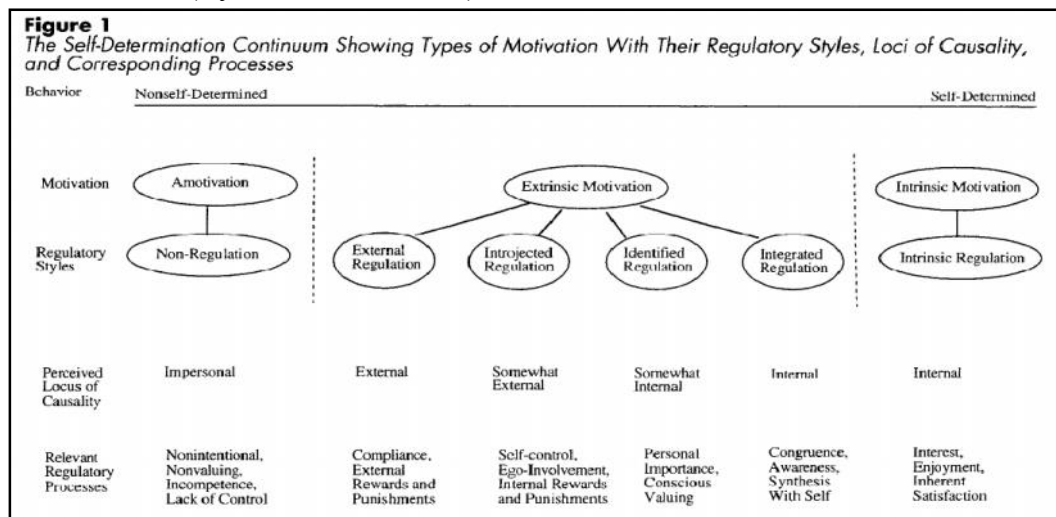 Figure 1
The Self-Determination Continuum Showing Types of Motivation With Their Regulatory Styles, Loci of Causality,
and Corresponding Processes
Behavior Nonself-Determined Self-Determined
Motivation Amotivation Extrinsic Motivation Intrinsic Motivation
Regulatory
Styles
Non-Regulation
External
Regulation
Introjected
Regulation
Identified
Regulation
Integrated
Regulation
Intrinsic Regulation
Perceived
Locus of
Causality
Impersonal
External
Somewhat
External
Somewhat
Internal
Internal
Internal
Relevant
Regulatory
Processes
Nonintentional,
Nonvaluing,
Incompetence,
Lack of Control
Compliance,
External
Rewards and
Punishments
Self-control,
Ego-Involvement,
Internal Rewards
and Punishments
Personal
Importance,
Conscious
Valuing
Congruence,
Awareness,
Synthesis
With Self
Interest,
Enjoyment,
Inherent
Satisfaction